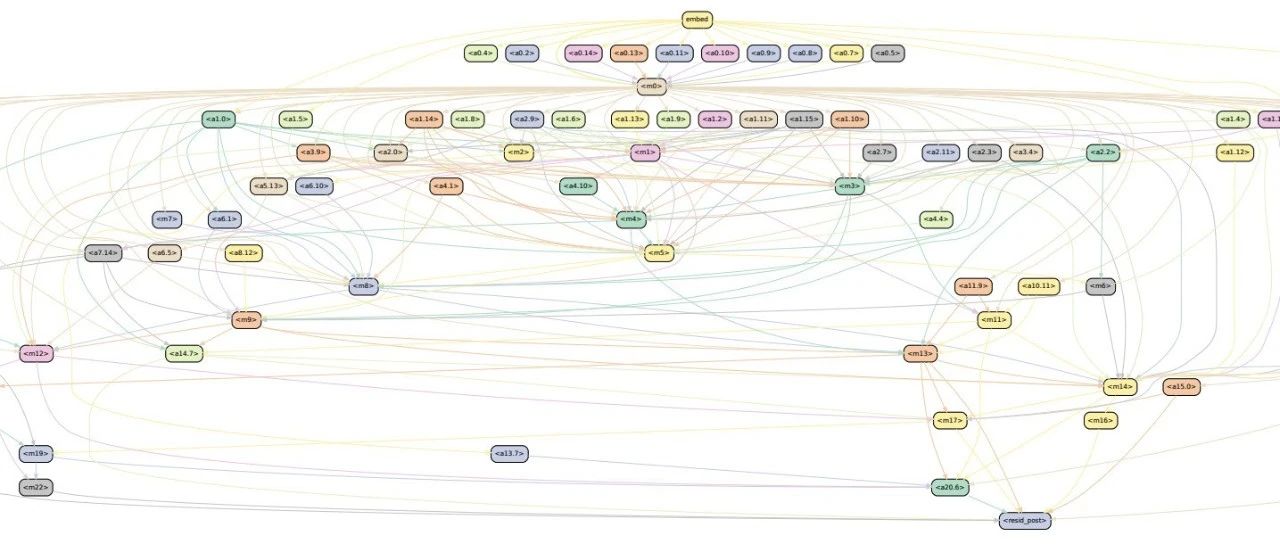 embed
<a0.4> <a0.2> <a0.14> <a0.13> <a0.11> <a0.10> <a0.9> <a0.8> <a0.7> <a0.5>
<m0>
<a1.0> <a1.5> <a1.14> <a1.8> <a2.9> <a1.6> <a1.13> <a1.9> <a1.2> <a1.11> <a1.15> <a1.10> <a1.4> <a1.1
<a3.9> <a2.0> <m2> <m1> <a2.7> <a2.11> <a2.3> <a3.4> <a2.2> <a1.12>
<a5.13> <a6.10> <a4.1> <a4.10> <m3>
<m7> <a6.1> <m4> <a4.4>
<a7.14> <a6.5> <a8.12> <m5>
<m8> <a11.9> <a10.11> <m6>
<m9> <m11>
<m12> <a14.7> <m13>
<m14> <a15.0>
<m17> <m16>
<m19> <a13.7>
<m22> <a20.6>
<resid_post>